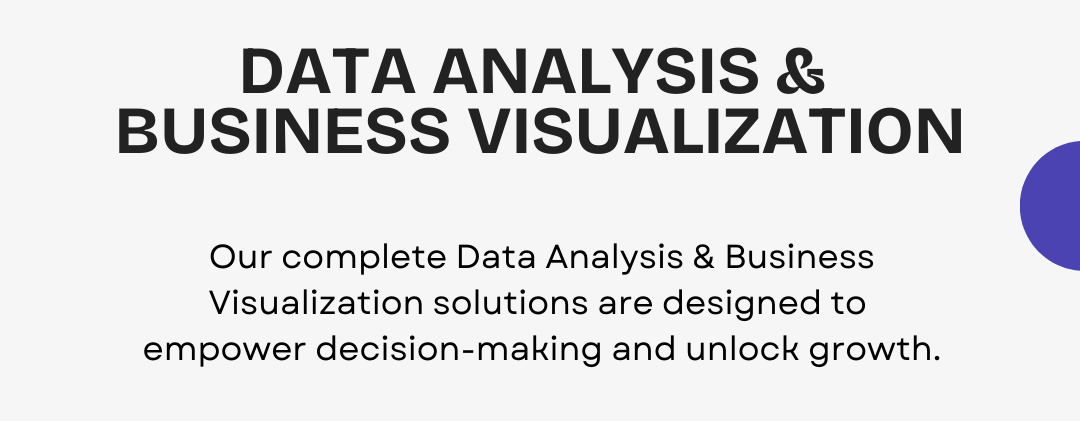 DATA ANALYSIS &
BUSINESS VISUALIZATION
Our complete Data Analysis & Business
Visualization solutions are designed to
empower decision-making and unlock growth.